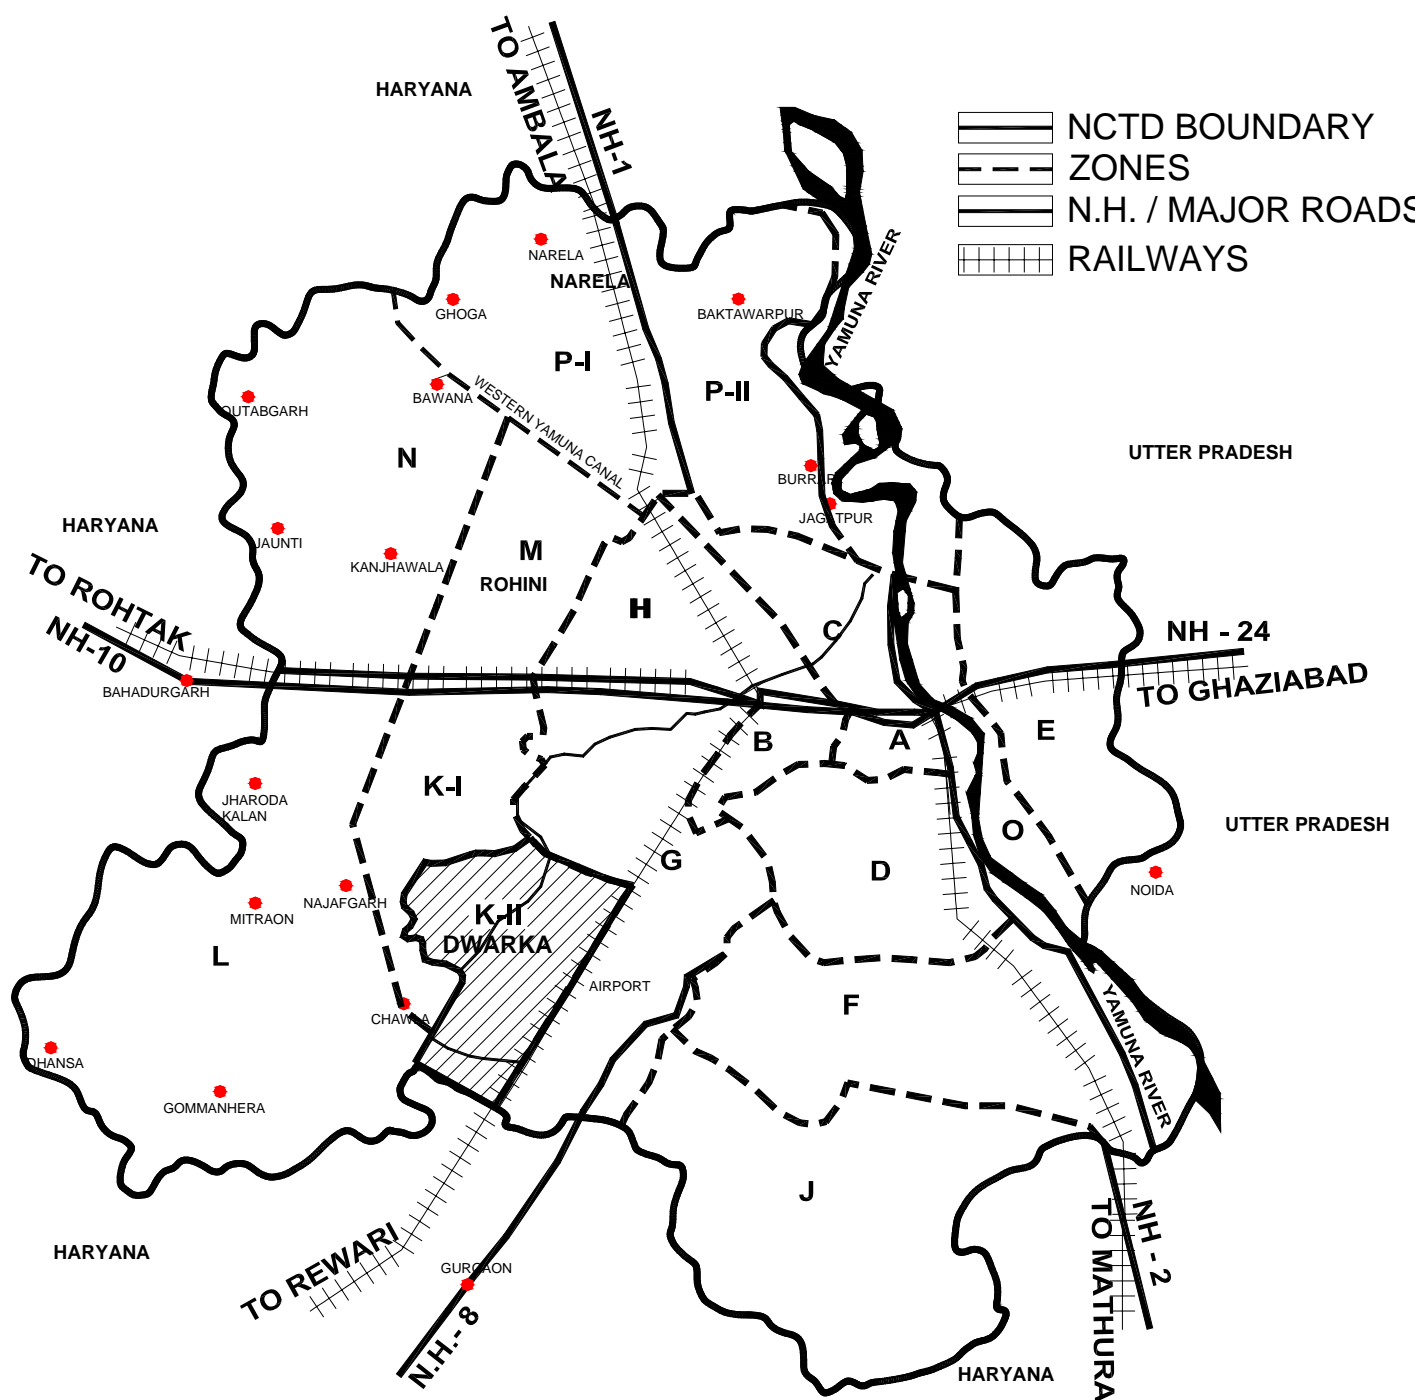 TO AMBALA
NH-1
HARYANA
NCTD BOUNDARY
ZONES
N.H. / MAJOR ROADS
RAILWAYS
NARELA
NARELA
YAMUNA RIVER
GHOGA
BAKTAWARPUR
P-I
P-II
BAWANA
WESTERN YAMUNA CANAL
QUTABGARH
N
UTTER PRADESH
BURRARI
JAGATPUR
HARYANA
JAUNTI
KANJHAWALA
M
ROHINI
H
C
TO ROHTAK
NH-10
NH - 24
TO GHAZIABAD
BAHADURGARH
B
A
E
K-I
JHARODA
KALAN
O
UTTER PRADESH
G
D
NOIDA
NAJAFGARH
MITRAON
K-II
DWARKA
L
AIRPORT
F
CHAWLA
YAMUNA RIVER
DHANSA
GOMMANHERA
J
HARYANA
TO REWARI
GURGAON
N.H.- 8
NH - 2
TO MATHURA
HARYANA